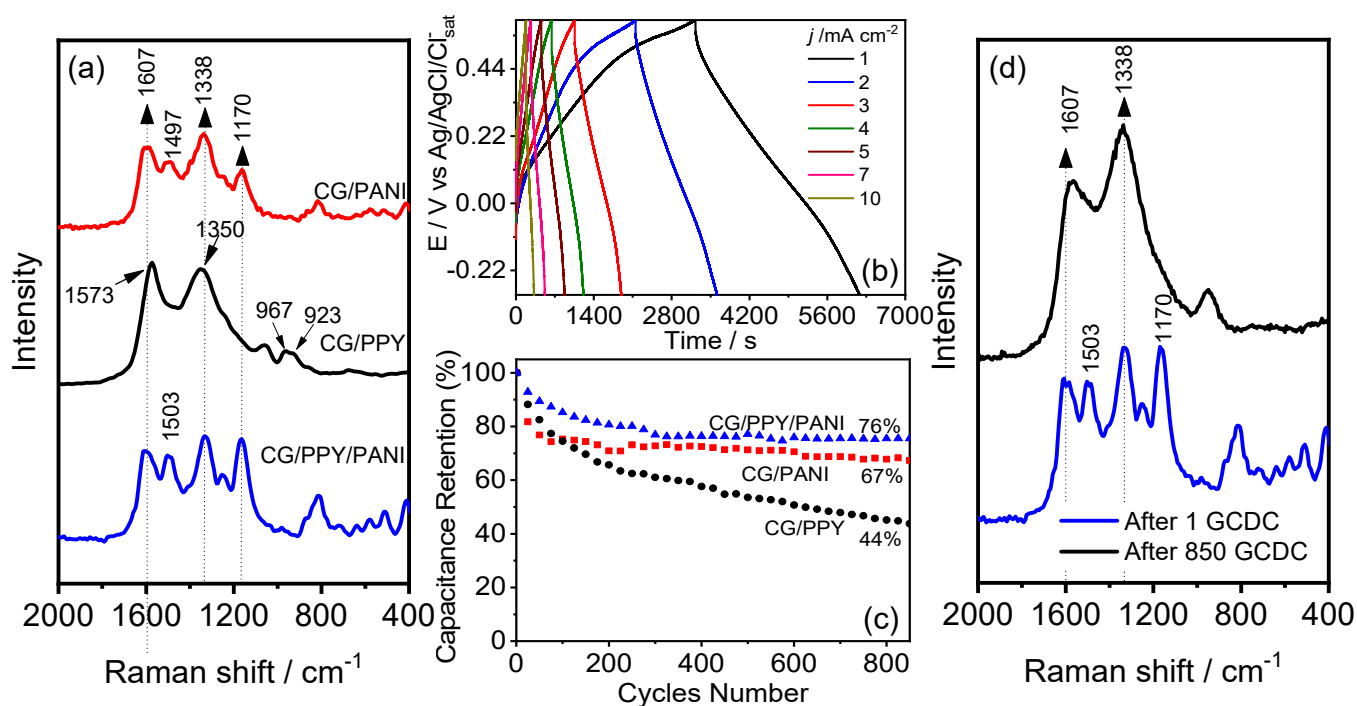 (a)
1607
1497
1338
1170
CG/PANI
1350
1573
967
923
CG/PPY
1503
CG/PPY/PANI
Intensity
2000 1600 1200 800 400
Raman shift / cm⁻¹
E / V vs Ag/AgCl/Cl⁻sat
0.44
0.22
0.00
-0.22
j /mA cm⁻²
1
2
3
4
5
7
10
(b)
0 1400 2800 4200 5600 7000
Time / s
Capacitance Retention (%)
100
80
60
40
20
0
CG/PPY/PANI 76%
CG/PANI 67%
CG/PPY 44%
(c)
0 200 400 600 800
Cycles Number
(d)
1607
1338
1503
1170
After 1 GCDC
After 850 GCDC
Intensity
2000 1600 1200 800 400
Raman shift / cm⁻¹